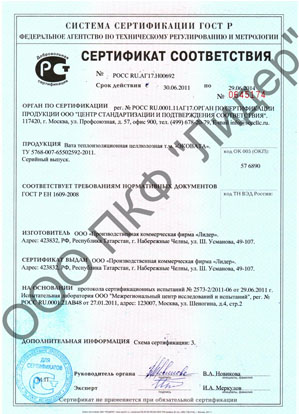 СИСТЕМА СЕРТИФИКАЦИИ ГОСТ Р
ФЕДЕРАЛЬНОЕ АГЕНТСТВО ПО ТЕХНИЧЕСКОМУ РЕГУЛИРОВАНИЮ И МЕТРОЛОГИИ
СЕРТИФИКАТ СООТВЕТСТВИЯ
№ РОСС RU.АГ17.Н00692
Срок действия с по 29.06.2014
0643174
ОРГАН ПО СЕРТИФИКАЦИИ рег. № РОСС RU.0001.11АГ17.ОРГАН ПО СЕРТИФИКАЦИИ
ПРОДУКЦИИ ООО "ЦЕНТР СТАНДАРТИЗАЦИИ И ПОДТВЕРЖДЕНИЯ СООТВЕТСТВИЯ".
117420, г. Москва, ул. Профсоюзная, д. 57, офис 900, тел. (499)
ПРОДУКЦИЯ Вата теплоизоляционная целлюлозная т.м. «ЭКОВАТА»
ТУ 5768-007-65502592-2011.
Серийный выпуск.
код ОК 005 (ОКП):
57 6890
СООТВЕТСТВУЕТ ТРЕБОВАНИЯМ НОРМАТИВНЫХ ДОКУМЕНТОВ
ГОСТ Р ЕН 1609-2008
код ТН ВЭД России:
ИЗГОТОВИТЕЛЬ ООО «Производственная коммерческая фирма «Лидер».
Адрес: 423832, РФ, Республика Татарстан, г. Набережные Челны, ул. Ш. Усманова, 49-107.
СЕРТИФИКАТ ВЫДАН ООО «Производственная коммерческая фирма «Лидер».
Адрес: 423832, РФ, Республика Татарстан, г. Набережные Челны, ул. Ш. Усманова, 49-107.
НА ОСНОВАНИИ протокола сертификационных испытаний № 2573-2/2011-06 от 29.06.2011 г.
Испытательная лаборатория ООО "Межрегиональный центр исследований и испытаний", рег. №
РОСС RU.0001.21АВ48 от 27.01.2011, адрес: 123007, Москва, ул. Шеногина, д.4, стр.2
ДОПОЛНИТЕЛЬНАЯ ИНФОРМАЦИЯ Схема сертификации: 3.
Руководитель органа
В.А. Новикова
Эксперт
И.А. Меркулов
Сертификат не применяется при обязательной сертификации
ООО ПКФ "Лидер"